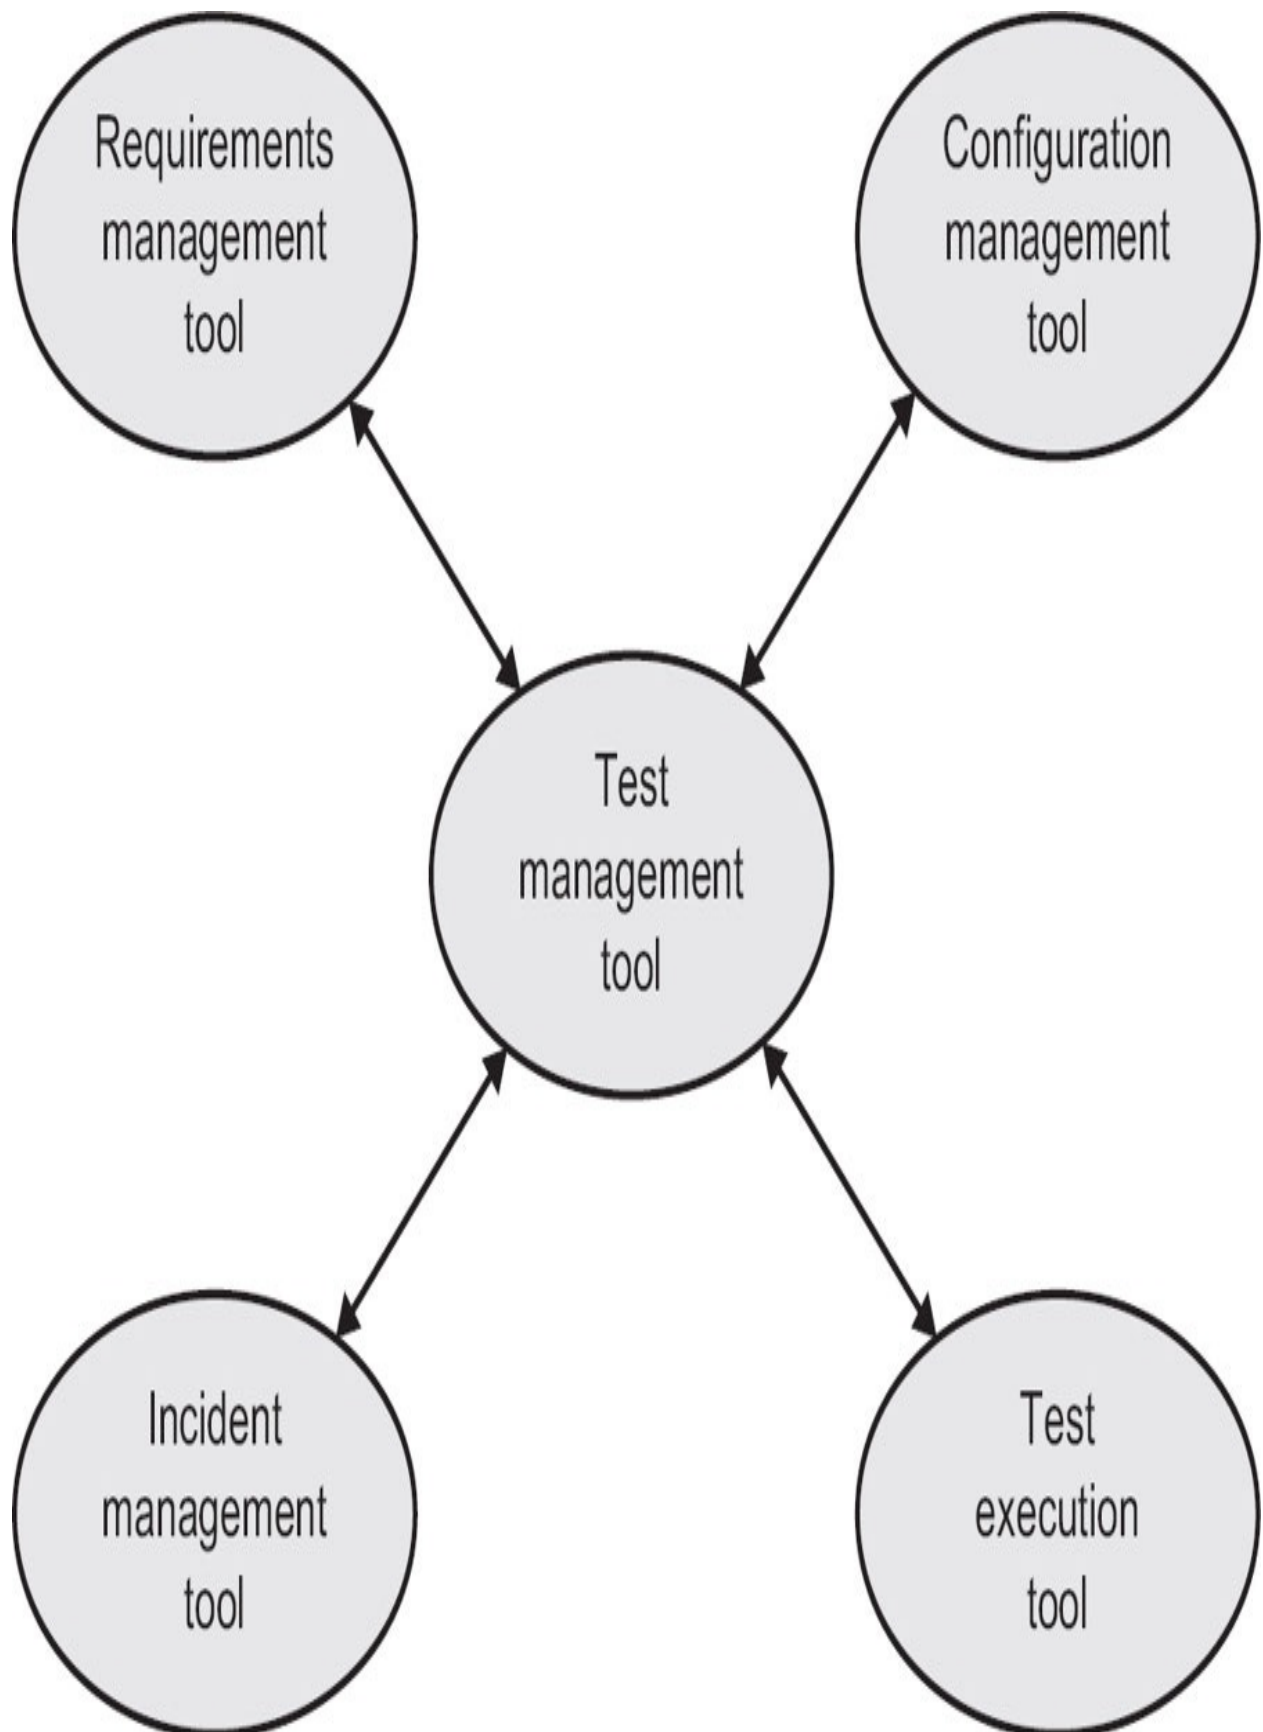 Requirements
management
tool
Configuration
management
tool
Test
management
tool
Incident
management
tool
Test
execution
tool